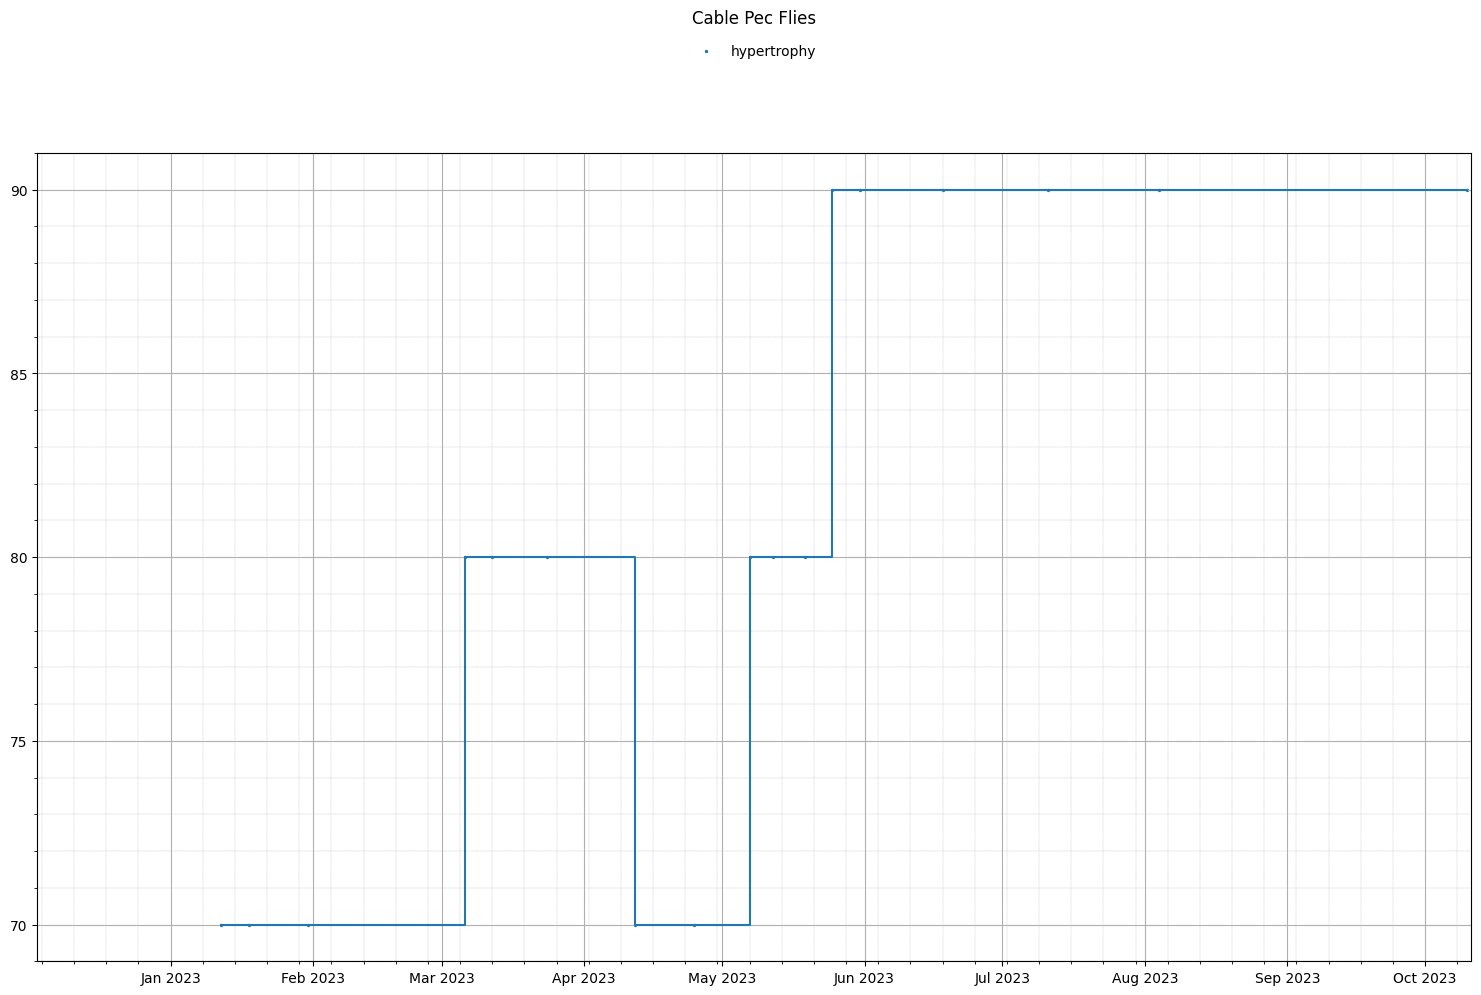 Cable Pec Flies
hypertrophy
90
85
80
75
70
Jan 2023
Feb 2023
Mar 2023
Apr 2023
May 2023
Jun 2023
Jul 2023
Aug 2023
Sep 2023
Oct 2023